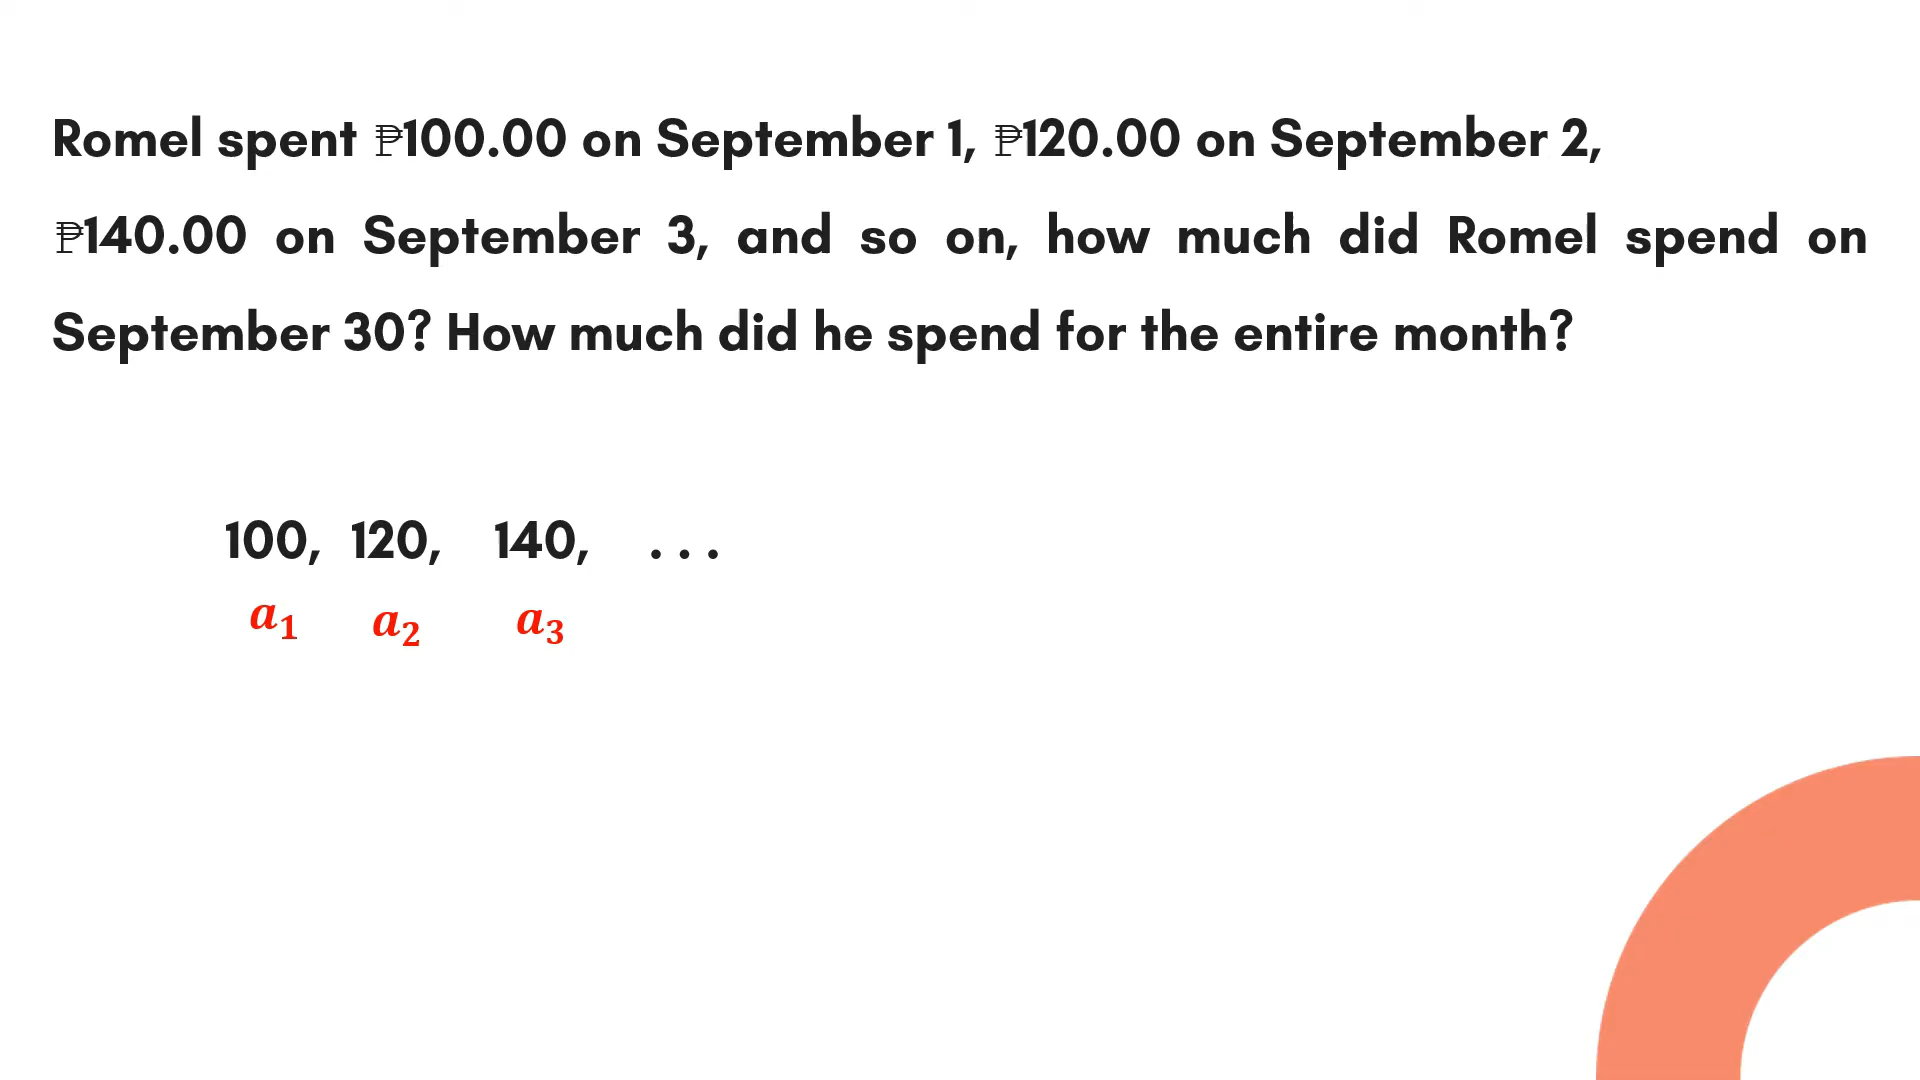 Romel spent ₱100.00 on September 1, ₱120.00 on September 2,
₱140.00 on September 3, and so on, how much did Romel spend on
September 30? How much did he spend for the entire month?
100, 120, 140, . . .
a₁ a₂ a₃